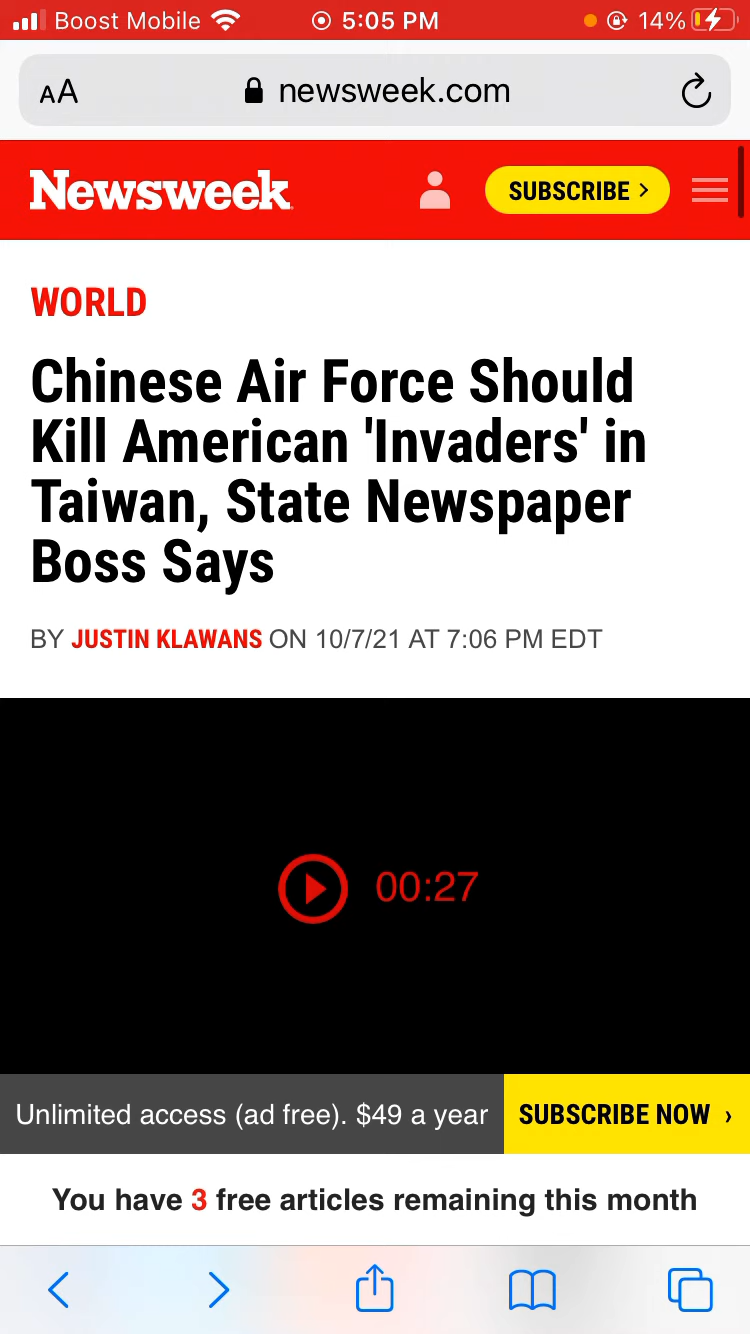 Boost Mobile 5:05 PM 14%
AA newsweek.com
Newsweek SUBSCRIBE >
WORLD
Chinese Air Force Should
Kill American 'Invaders' in
Taiwan, State Newspaper
Boss Says
BY JUSTIN KLAWANS ON 10/7/21 AT 7:06 PM EDT
00:27
Unlimited access (ad free). $49 a year SUBSCRIBE NOW ›
You have 3 free articles remaining this month